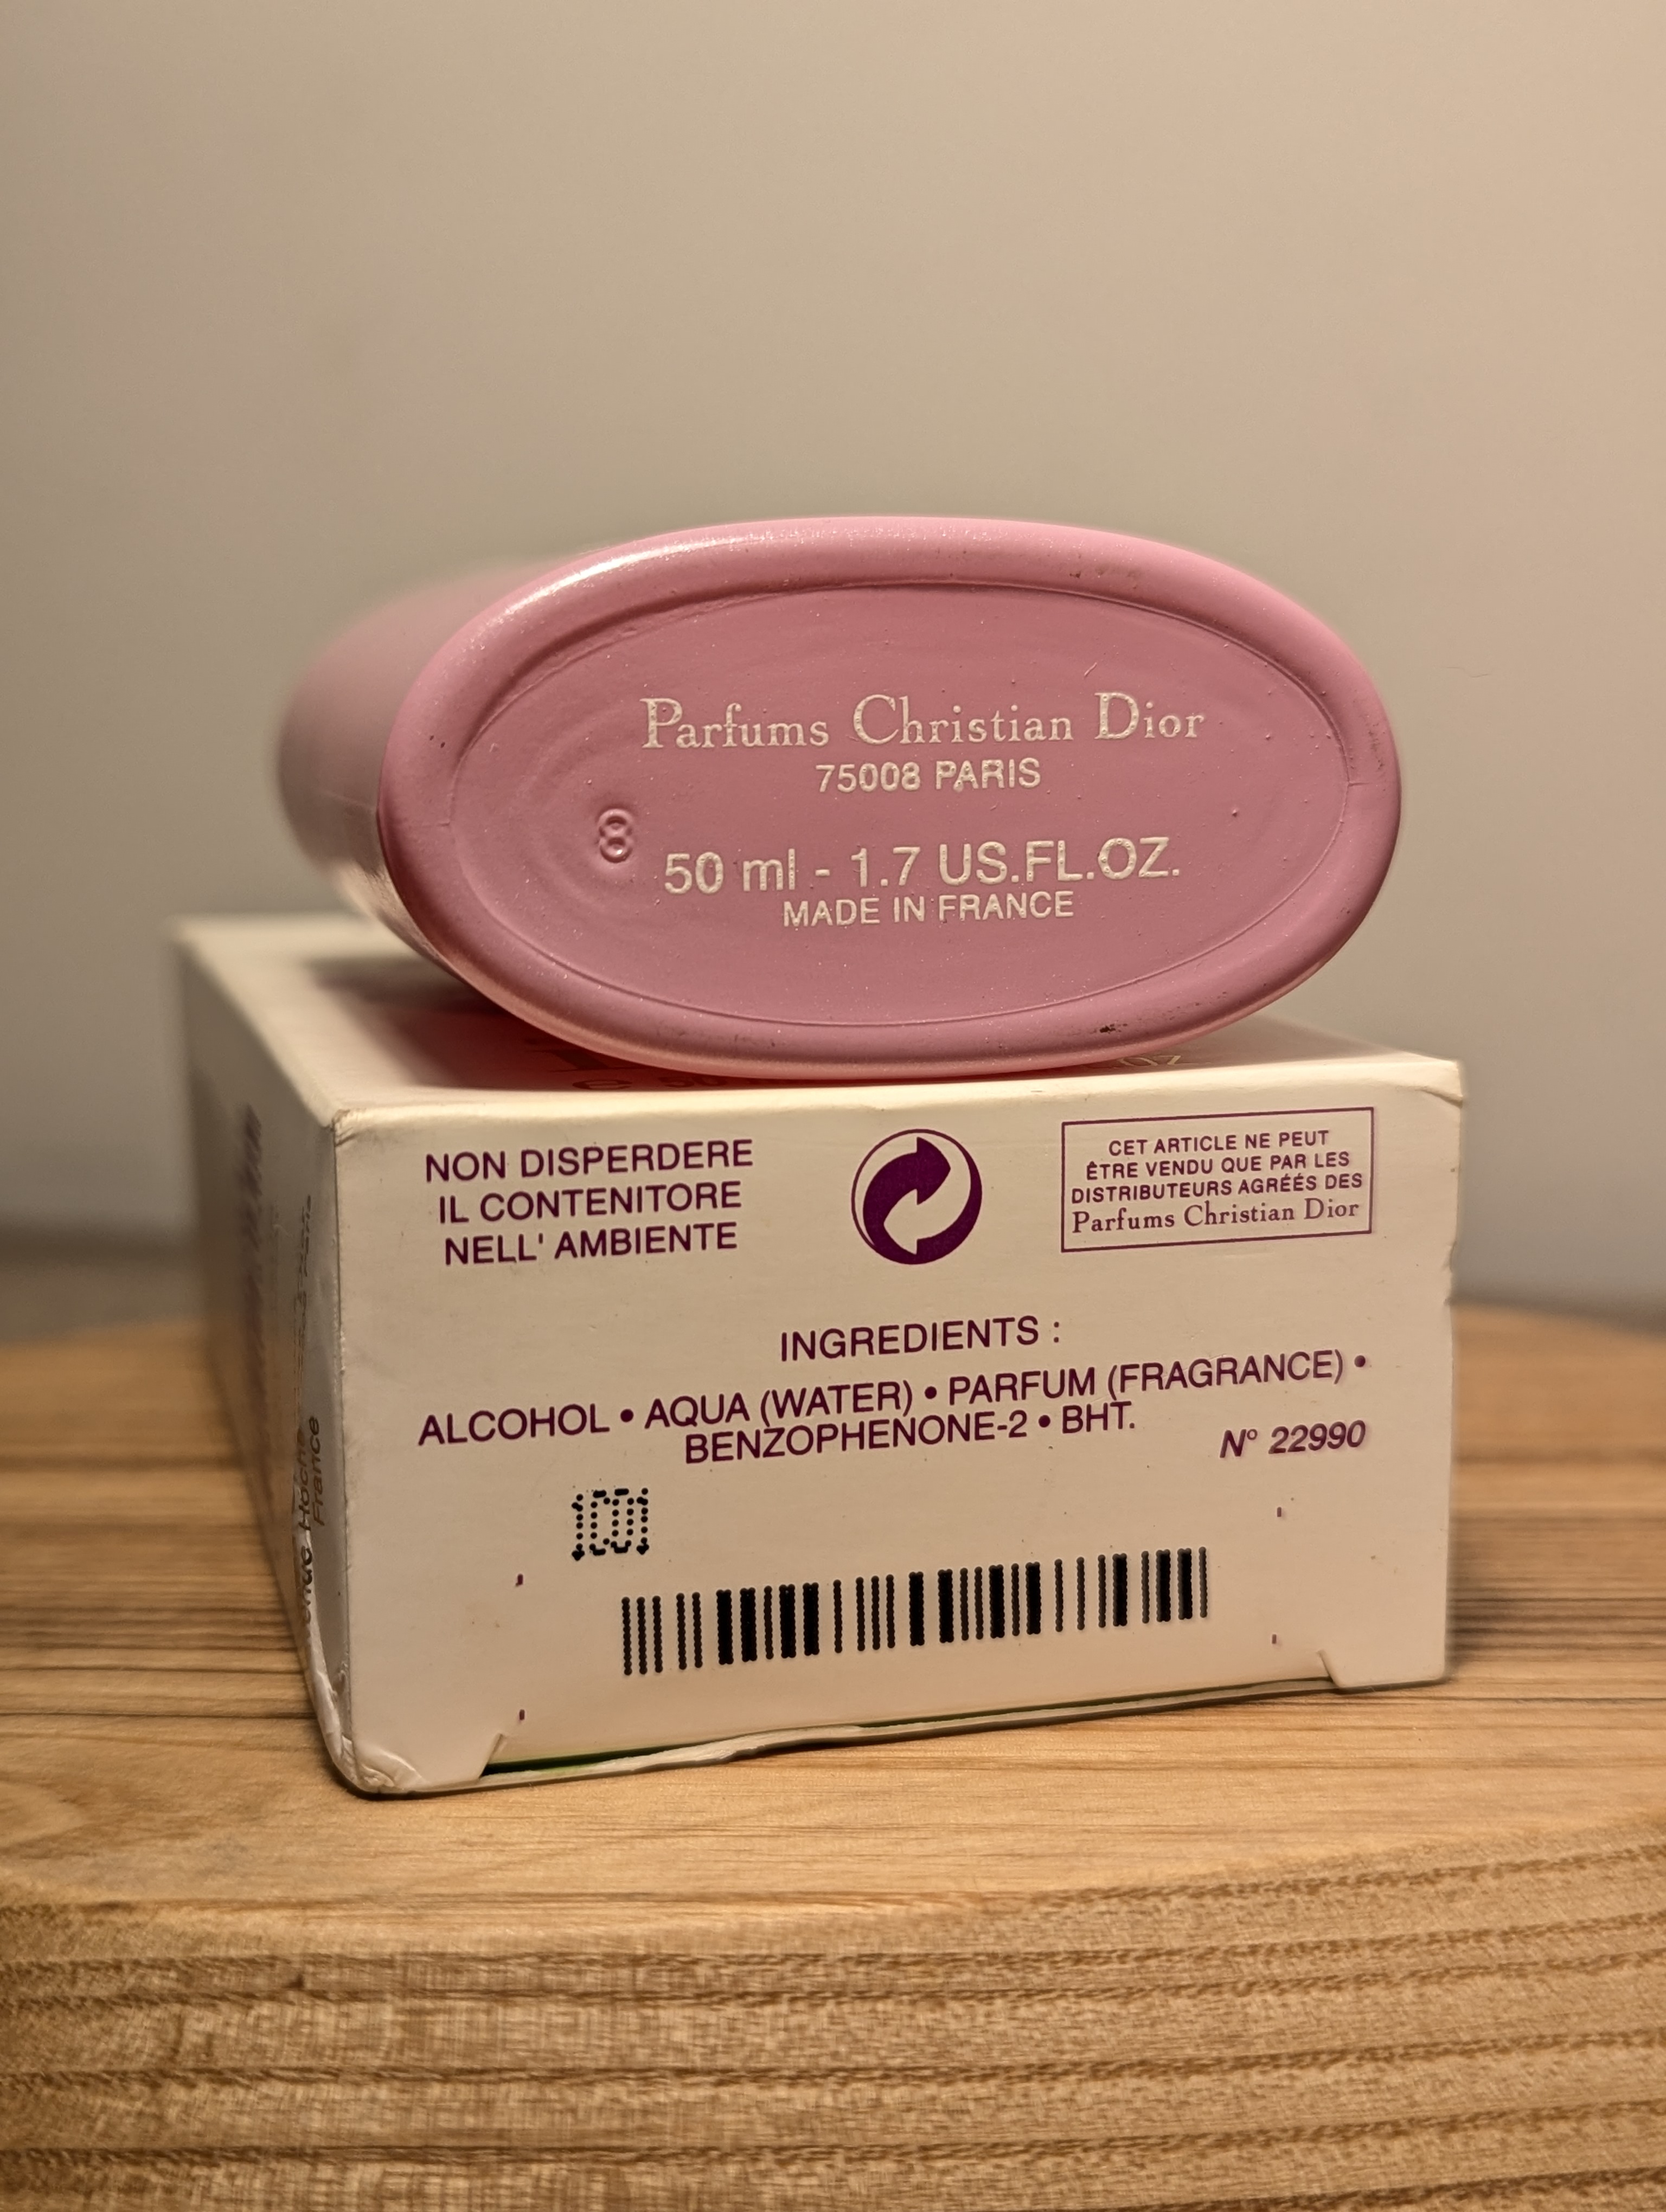 Parfums Christian Dior
75008 PARIS
8
50 ml - 1.7 US.FL.OZ.
MADE IN FRANCE
NON DISPERDERE
IL CONTENITORE
NELL' AMBIENTE
CET ARTICLE NE PEUT
ÊTRE VENDU QUE PAR LES
DISTRIBUTEURS AGRÉÉS DES
Parfums Christian Dior
INGREDIENTS :
ALCOHOL • AQUA (WATER) • PARFUM (FRAGRANCE) •
BENZOPHENONE-2 • BHT.
N° 22990
Hoche
France